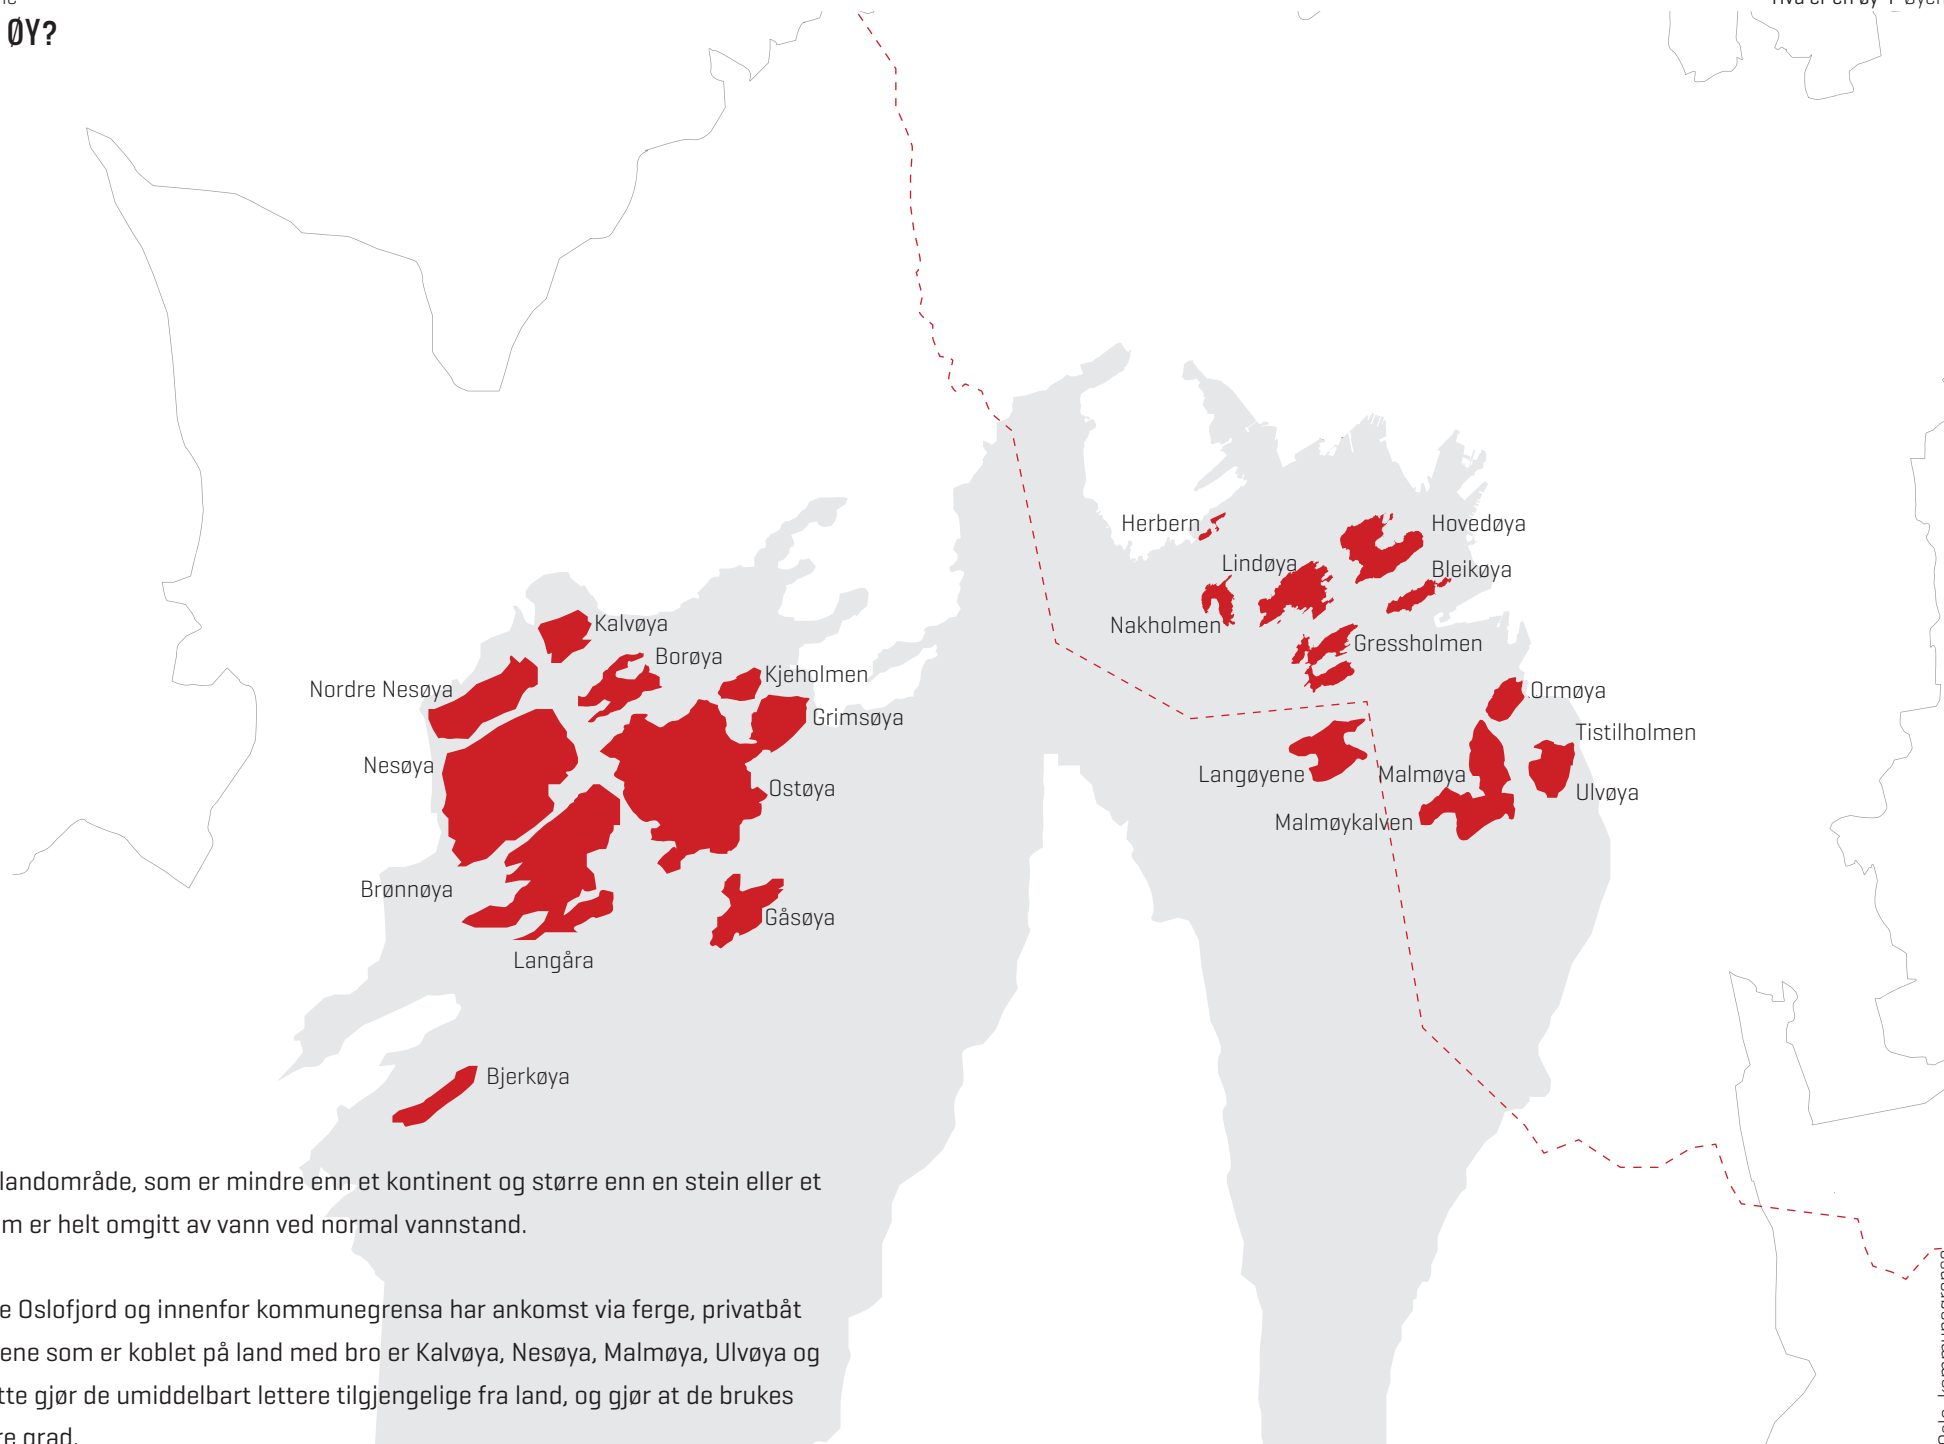 ØY?
Herbern
Hovedøya
Lindøya
Bleikøya
Nakholmen
Gressholmen
Kalvøya
Borøya
Kjeholmen
Nordre Nesøya
Grimsøya
Ormøya
Tistilholmen
Nesøya
Ostøya
Langøyene
Malmøya
Ulvøya
Malmøykalven
Brønnøya
Gåsøya
Langåra
Bjerkøya
landområde, som er mindre enn et kontinent og større enn en stein eller et
m er helt omgitt av vann ved normal vannstand.
e Oslofjord og innenfor kommunegrensa har ankomst via ferge, privatbåt
ene som er koblet på land med bro er Kalvøya, Nesøya, Malmøya, Ulvøya og
tte gjør de umiddelbart lettere tilgjengelige fra land, og gjør at de brukes
re grad.